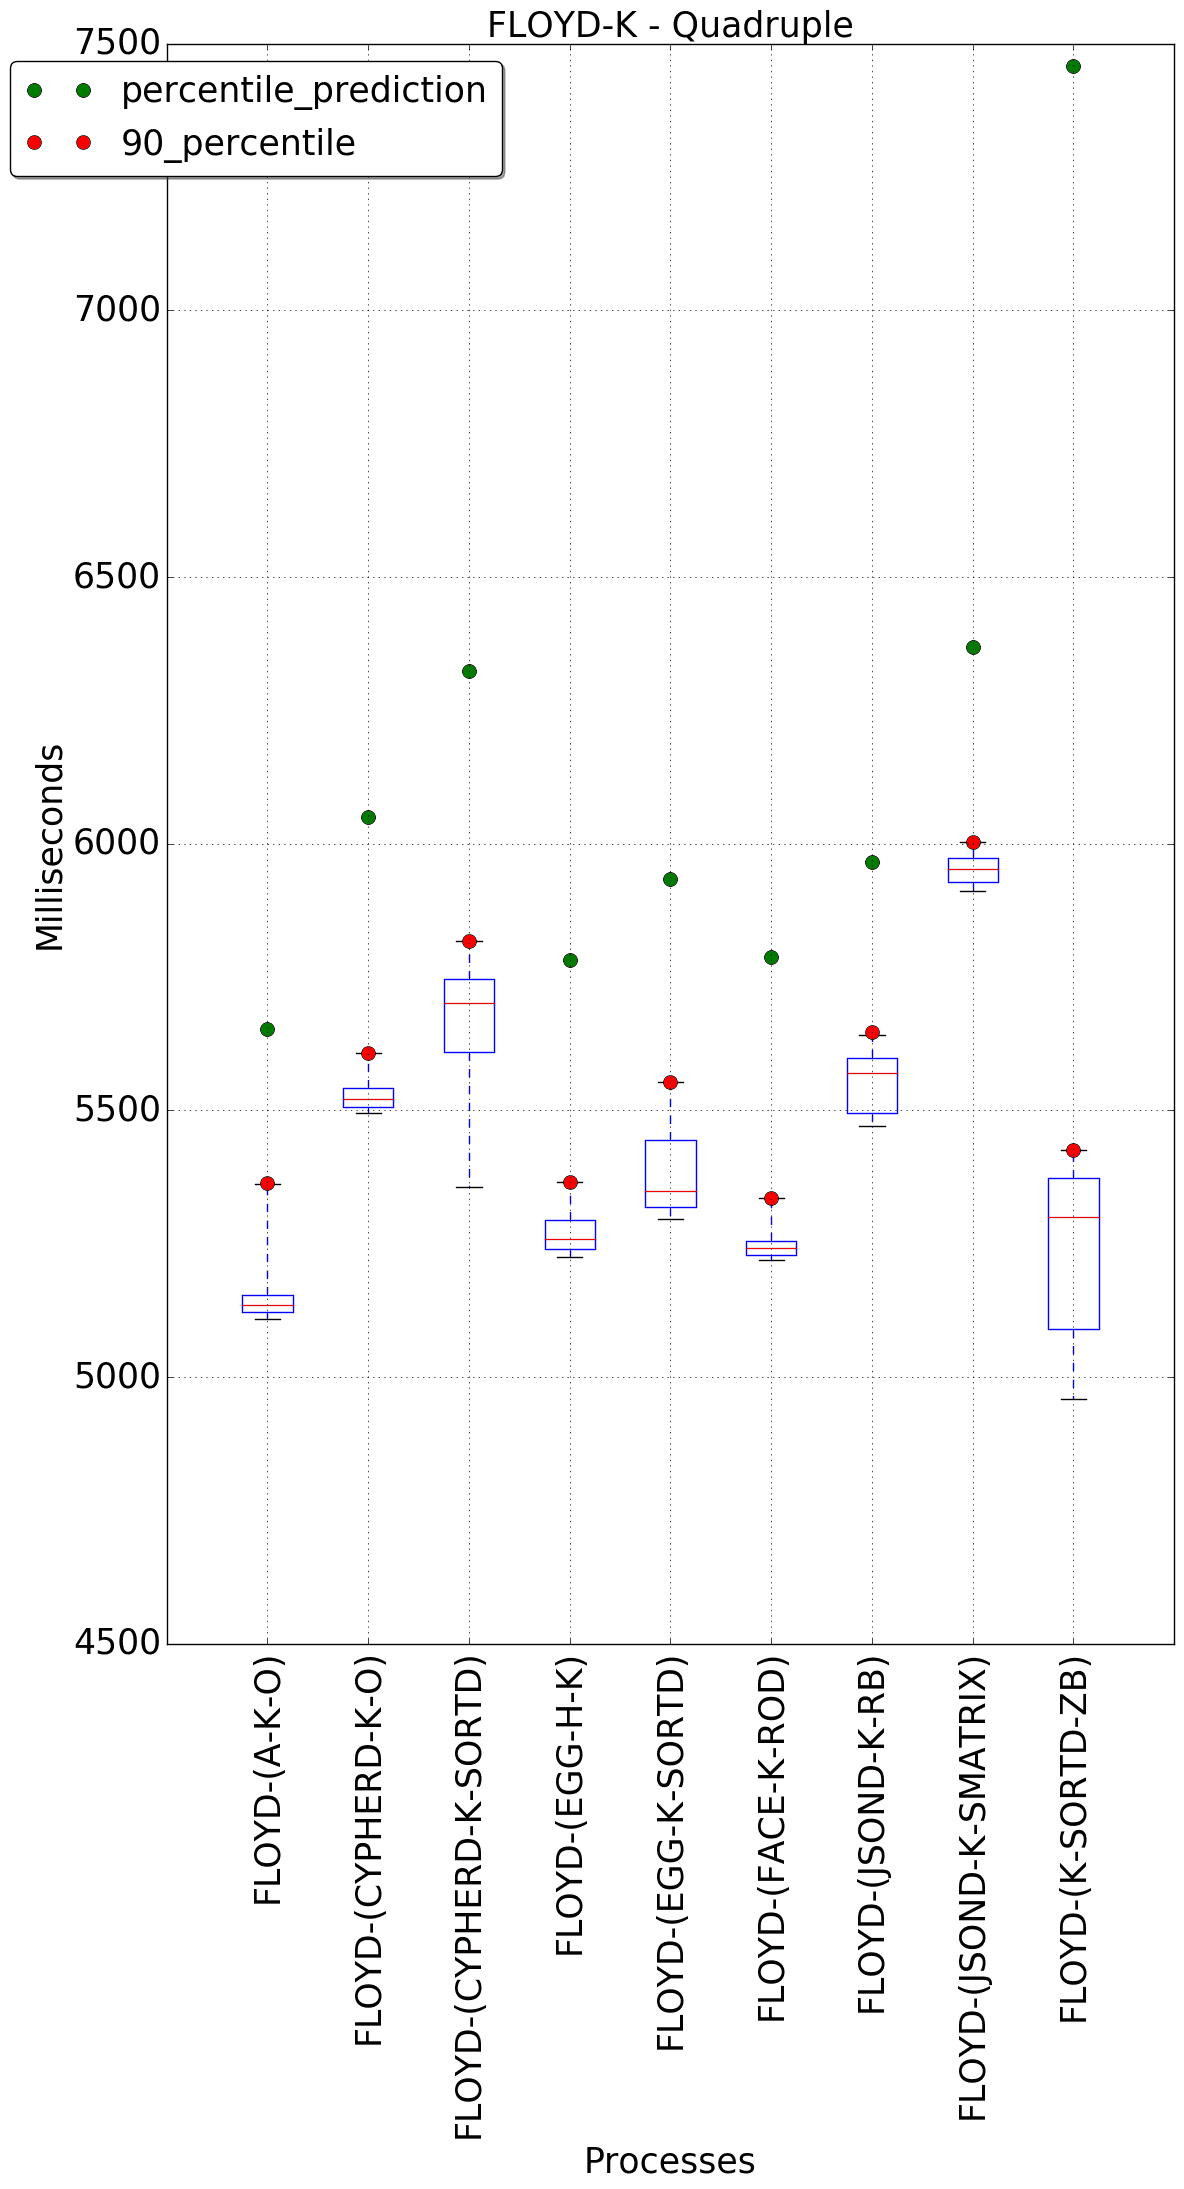 FLOYD-K - Quadruple
percentile_prediction
90_percentile
Milliseconds
7500
7000
6500
6000
5500
5000
4500
FLOYD-(A-K-O)
FLOYD-(CYPHERD-K-O)
FLOYD-(CYPHERD-K-SORTD)
FLOYD-(EGG-H-K)
FLOYD-(EGG-K-SORTD)
FLOYD-(FACE-K-ROD)
FLOYD-(JSOND-K-RB)
FLOYD-(JSOND-K-SMATRIX)
FLOYD-(K-SORTD-ZB)
Processes